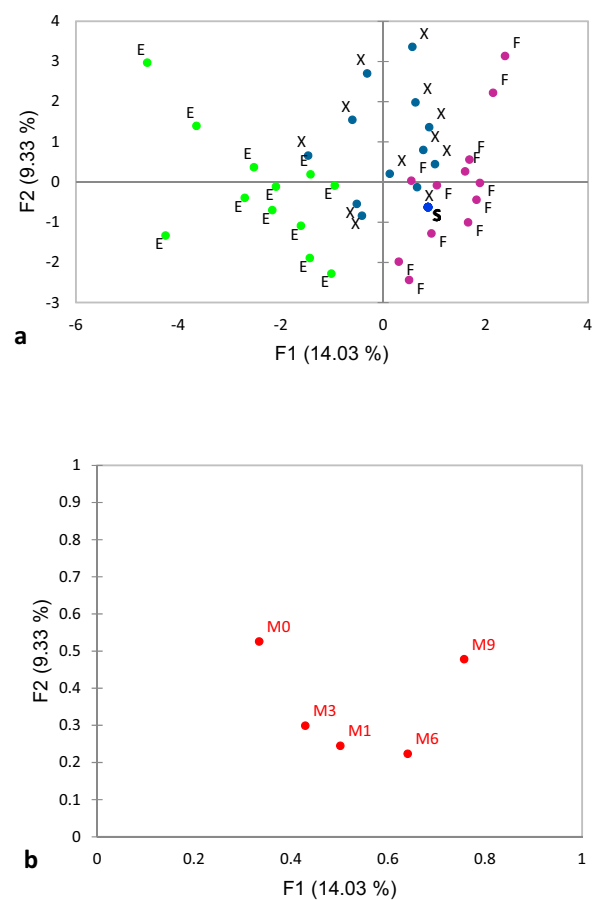 4
3
2
1
0
-1
-2
-3
F2 (9.33 %)
E
X
X
F
F
E
X
X
X
X
X
F
E
E
X
F
X
F
E
E
E
E
X
X
F
F
S
E
E
F
F
E
E
F
F
-6
-4
-2
0
2
4
a
F1 (14.03 %)
1
0.9
0.8
0.7
0.6
0.5
0.4
0.3
0.2
0.1
0
F2 (9.33 %)
M0
M9
M3
M1
M6
b
0
0.2
0.4
0.6
0.8
1
F1 (14.03 %)